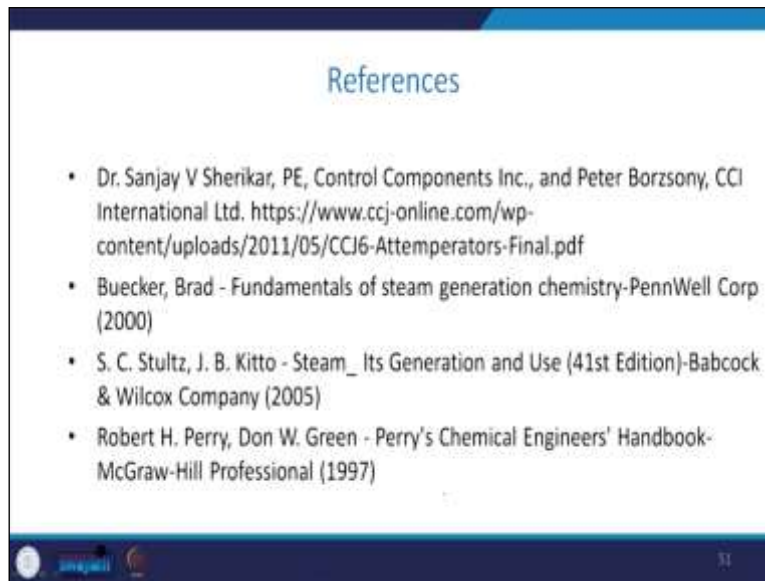 References
• Dr. Sanjay V Sherikar, PE, Control Components Inc., and Peter Borzsony, CCI
International Ltd. https://www.ccj-online.com/wp-
content/uploads/2011/05/CCJ6-Attemperators-Final.pdf
• Buecker, Brad - Fundamentals of steam generation chemistry-PennWell Corp
(2000)
• S. C. Stultz, J. B. Kitto - Steam_ Its Generation and Use (41st Edition)-Babcock
& Wilcox Company (2005)
• Robert H. Perry, Don W. Green - Perry's Chemical Engineers' Handbook-
McGraw-Hill Professional (1997)
51